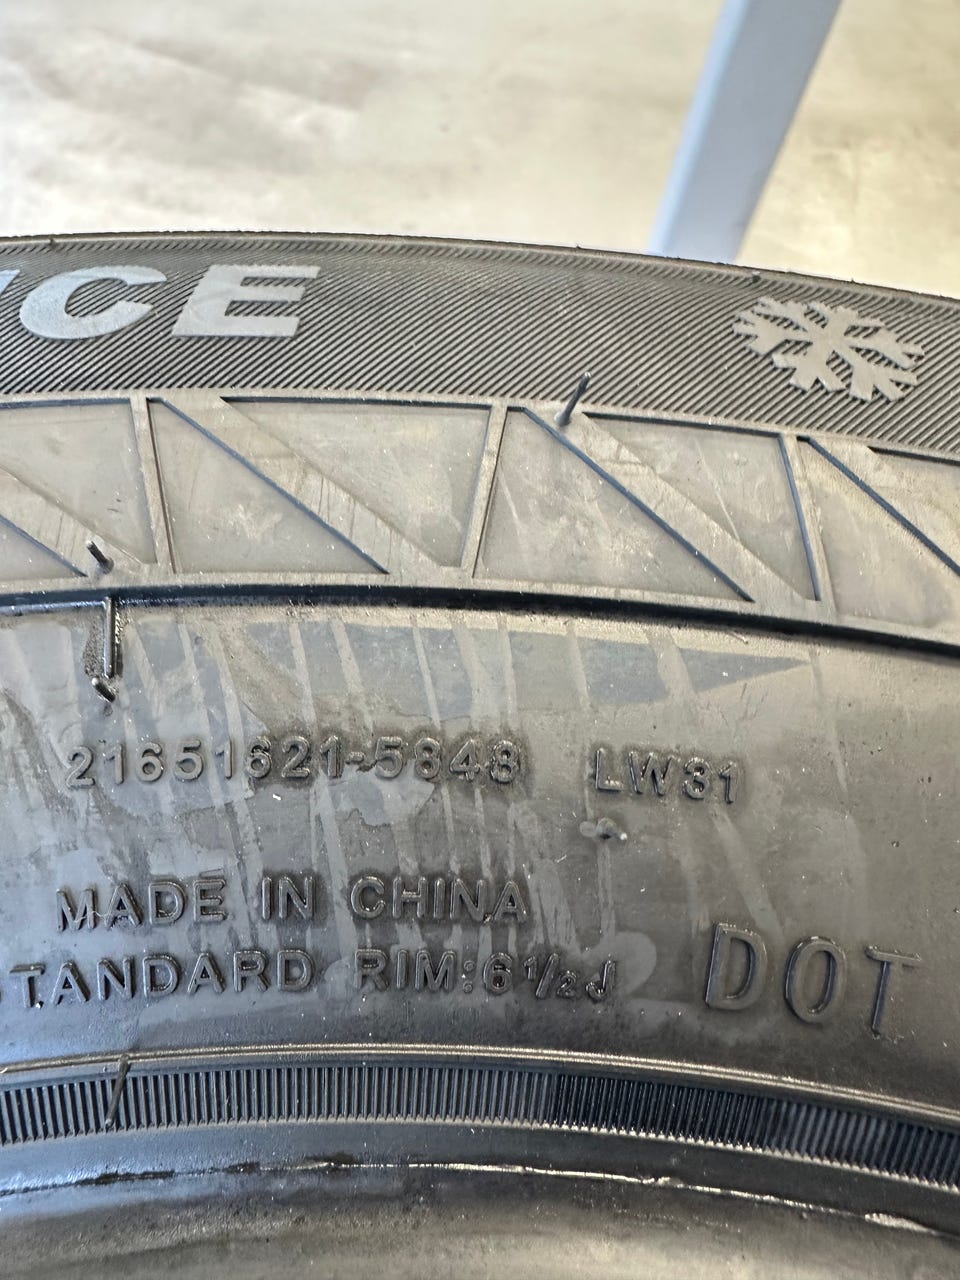 ICE
21651621-5848 LW31
MADE IN CHINA
STANDARD RIM:6½J
DOT